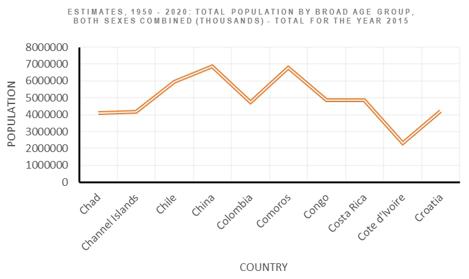 ESTIMATES, 1950 - 2020: TOTAL POPULATION BY BROAD AGE GROUP,
BOTH SEXES COMBINED (THOUSANDS) - TOTAL FOR THE YEAR 2015
8000000
7000000
6000000
5000000
4000000
3000000
2000000
1000000
0
POPULATION
Chad
Channel Islands
Chile
China
Colombia
Comoros
Congo
Costa Rica
Cote d'Ivoire
Croatia
COUNTRY